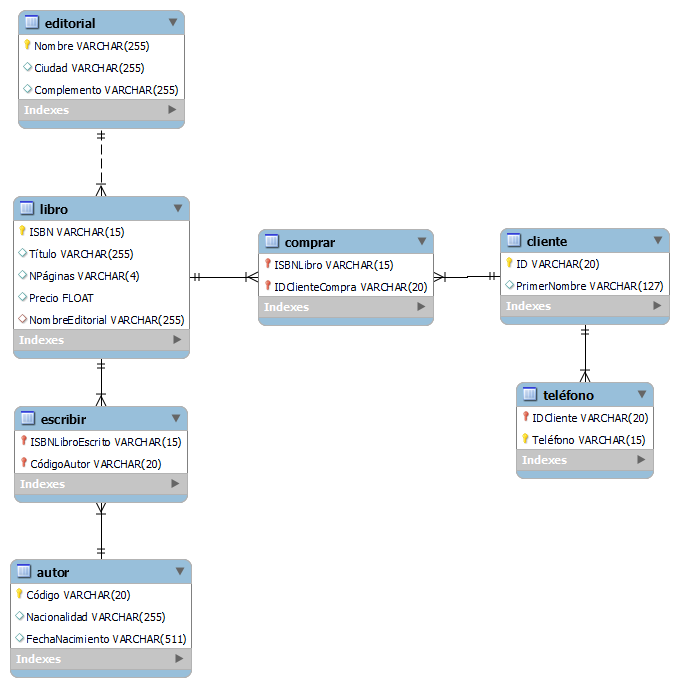 editorial
Nombre VARCHAR(255)
Ciudad VARCHAR(255)
Complemento VARCHAR(255)
Indexes
libro
ISBN VARCHAR(15)
Título VARCHAR(255)
NPáginas VARCHAR(4)
Precio FLOAT
NombreEditorial VARCHAR(255)
Indexes
comprar
ISBNLibro VARCHAR(15)
IDClienteCompra VARCHAR(20)
Indexes
cliente
ID VARCHAR(20)
PrimerNombre VARCHAR(127)
Indexes
teléfono
IDCliente VARCHAR(20)
Teléfono VARCHAR(15)
Indexes
escribir
ISBNLibroEscrito VARCHAR(15)
CódigoAutor VARCHAR(20)
Indexes
autor
Código VARCHAR(20)
Nacionalidad VARCHAR(255)
FechaNacimiento VARCHAR(511)
Indexes